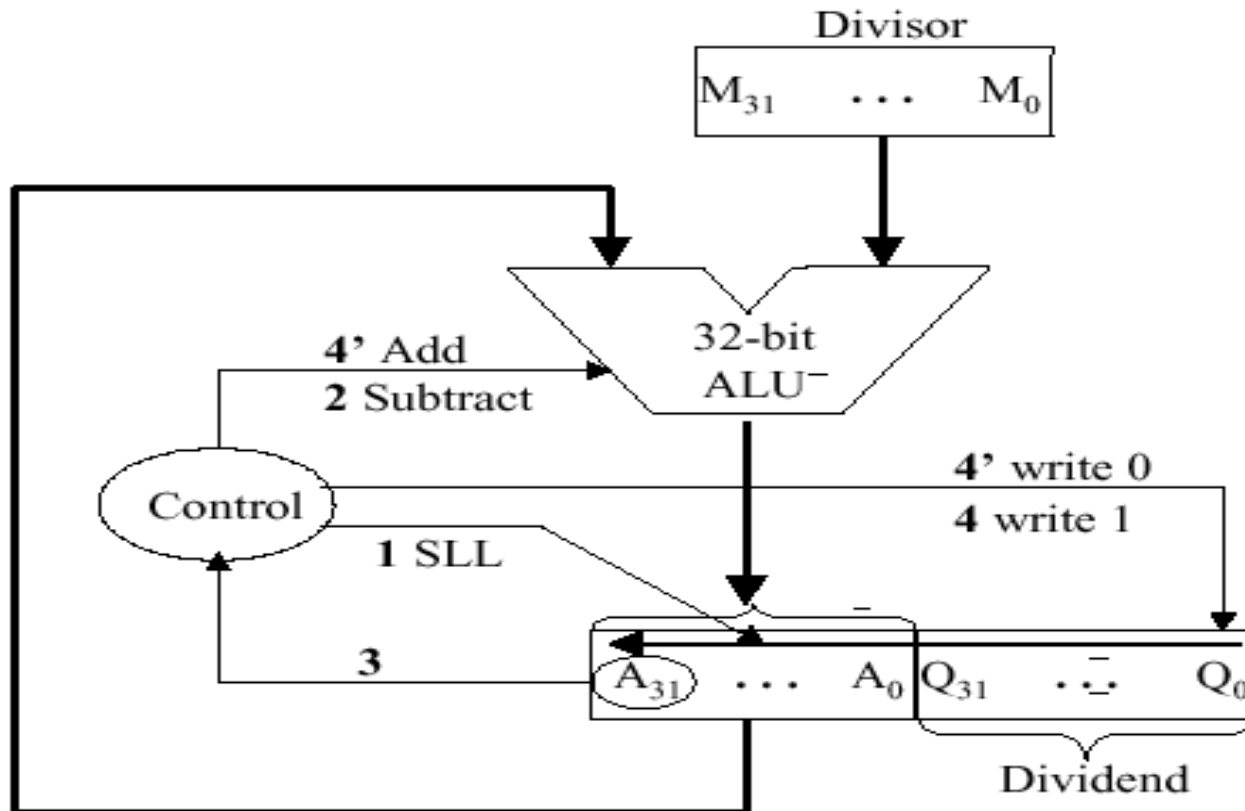 Divisor
M31 ... M0
32-bit
ALU
4' Add
2 Subtract
4' write 0
4 write 1
Control
1 SLL
3
A31 ... A0 Q31 ... Q0
Dividend